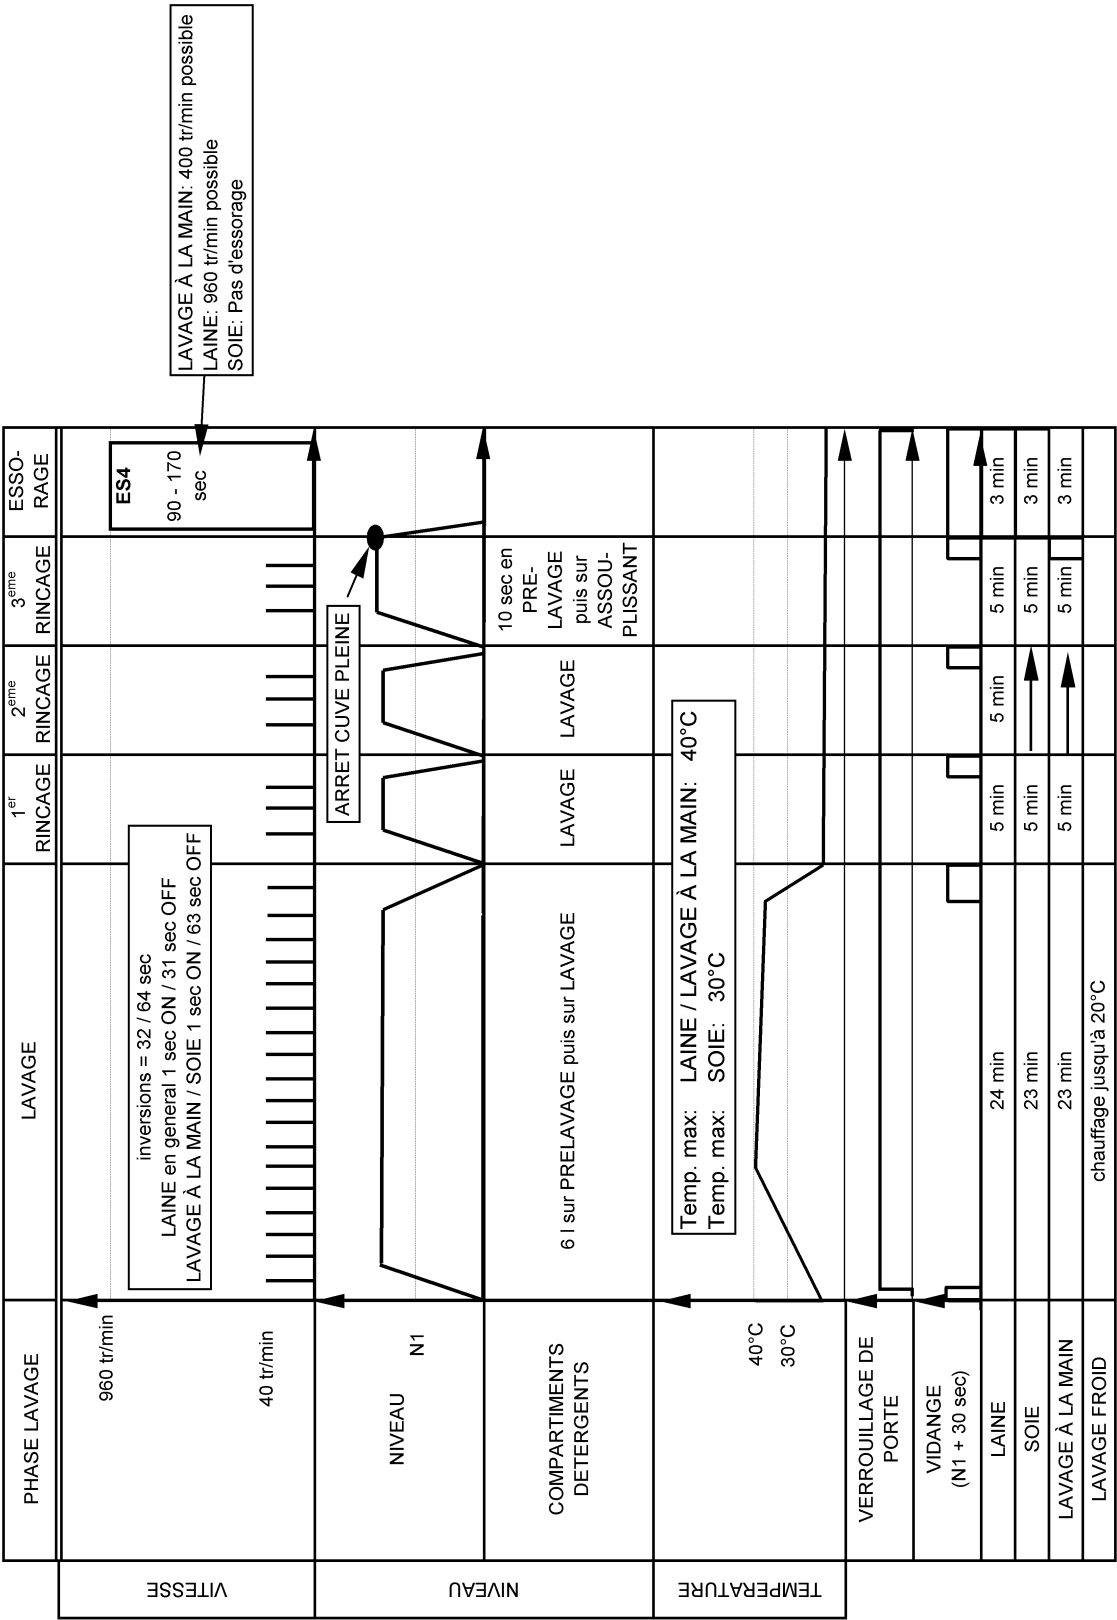 PHASE LAVAGE
LAVAGE
1er
RINCAGE
2eme
RINCAGE
3eme
RINCAGE
ESSO-
RAGE
VITESSE
960 tr/min
40 tr/min
inversions = 32 / 64 sec
LAINE en general 1 sec ON / 31 sec OFF
LAVAGE À LA MAIN / SOIE 1 sec ON / 63 sec OFF
ES4
90 - 170
sec
LAVAGE À LA MAIN: 400 tr/min possible
LAINE: 960 tr/min possible
SOIE: Pas d'essorage
NIVEAU
NIVEAU
N1
ARRET CUVE PLEINE
COMPARTIMENTS
DETERGENTS
6 l sur PRELAVAGE puis sur LAVAGE
LAVAGE
LAVAGE
10 sec en
PRE-
LAVAGE
puis sur
ASSOU-
PLISSANT
TEMPERATURE
40°C
30°C
Temp. max: LAINE / LAVAGE À LA MAIN: 40°C
Temp. max: SOIE: 30°C
VERROUILLAGE DE
PORTE
VIDANGE
(N1 + 30 sec)
LAINE
24 min
5 min
5 min
5 min
3 min
SOIE
23 min
5 min
5 min
3 min
LAVAGE À LA MAIN
23 min
5 min
5 min
3 min
LAVAGE FROID
chauffage jusqu'à 20°C